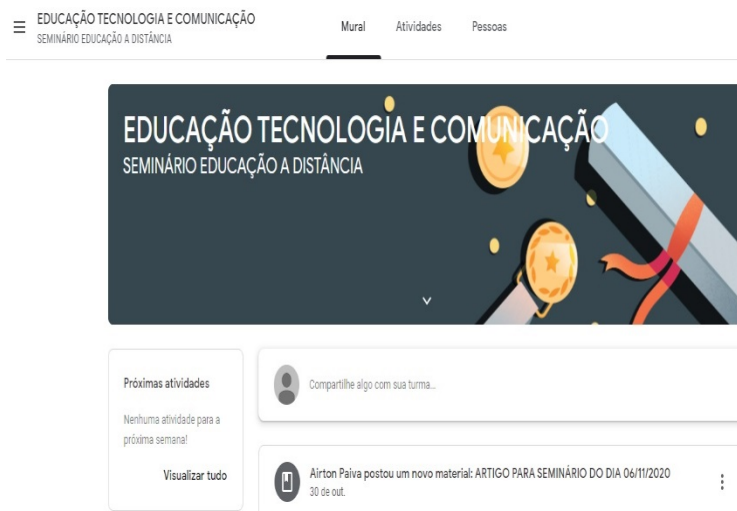 EDUCAÇÃO TECNOLOGIA E COMUNICAÇÃO
SEMINÁRIO EDUCAÇÃO A DISTÂNCIA
Mural Atividades Pessoas
EDUCAÇÃO TECNOLOGIA E COMUNICAÇÃO
SEMINÁRIO EDUCAÇÃO A DISTÂNCIA
Próximas atividades
Nenhuma atividade para a
próxima semana!
Visualizar tudo
Compartilhe algo com sua turma...
Airton Paiva postou um novo material: ARTIGO PARA SEMINÁRIO DO DIA 06/11/2020
30 de out.